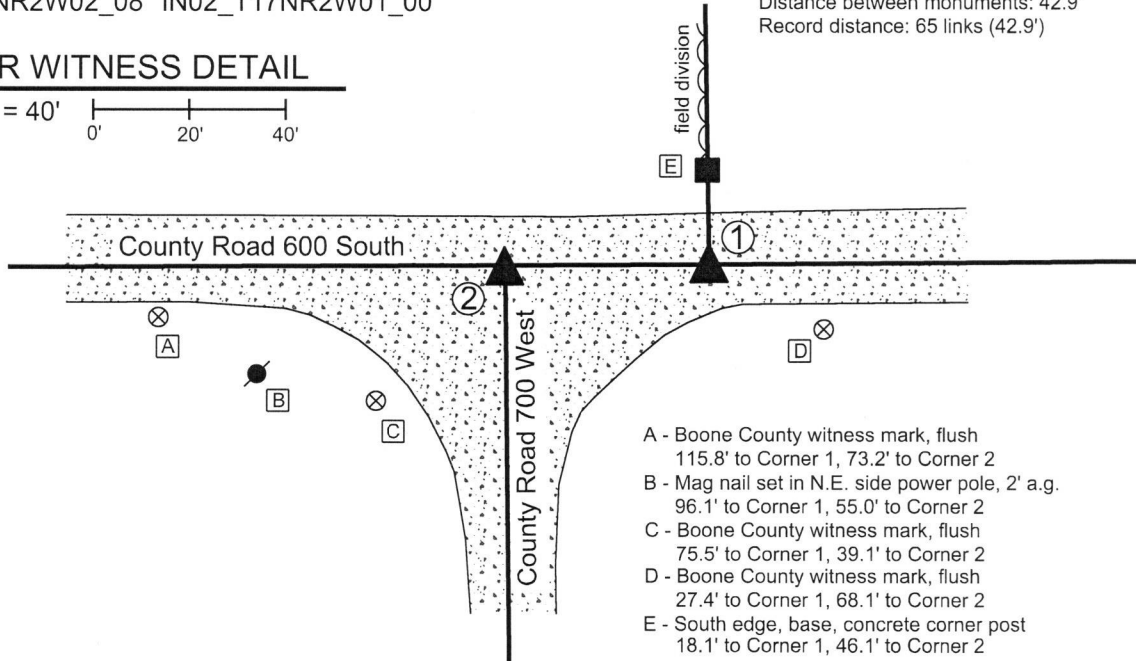 NR2W02_08 IN02_T17NR2W01_00
Distance between monuments: 42.9'
Record distance: 65 links (42.9')
R WITNESS DETAIL
= 40'
0' 20' 40'
field division
E
County Road 600 South
1
2
A
B
C
D
County Road 700 West
A - Boone County witness mark, flush
115.8' to Corner 1, 73.2' to Corner 2
B - Mag nail set in N.E. side power pole, 2' a.g.
96.1' to Corner 1, 55.0' to Corner 2
C - Boone County witness mark, flush
75.5' to Corner 1, 39.1' to Corner 2
D - Boone County witness mark, flush
27.4' to Corner 1, 68.1' to Corner 2
E - South edge, base, concrete corner post
18.1' to Corner 1, 46.1' to Corner 2